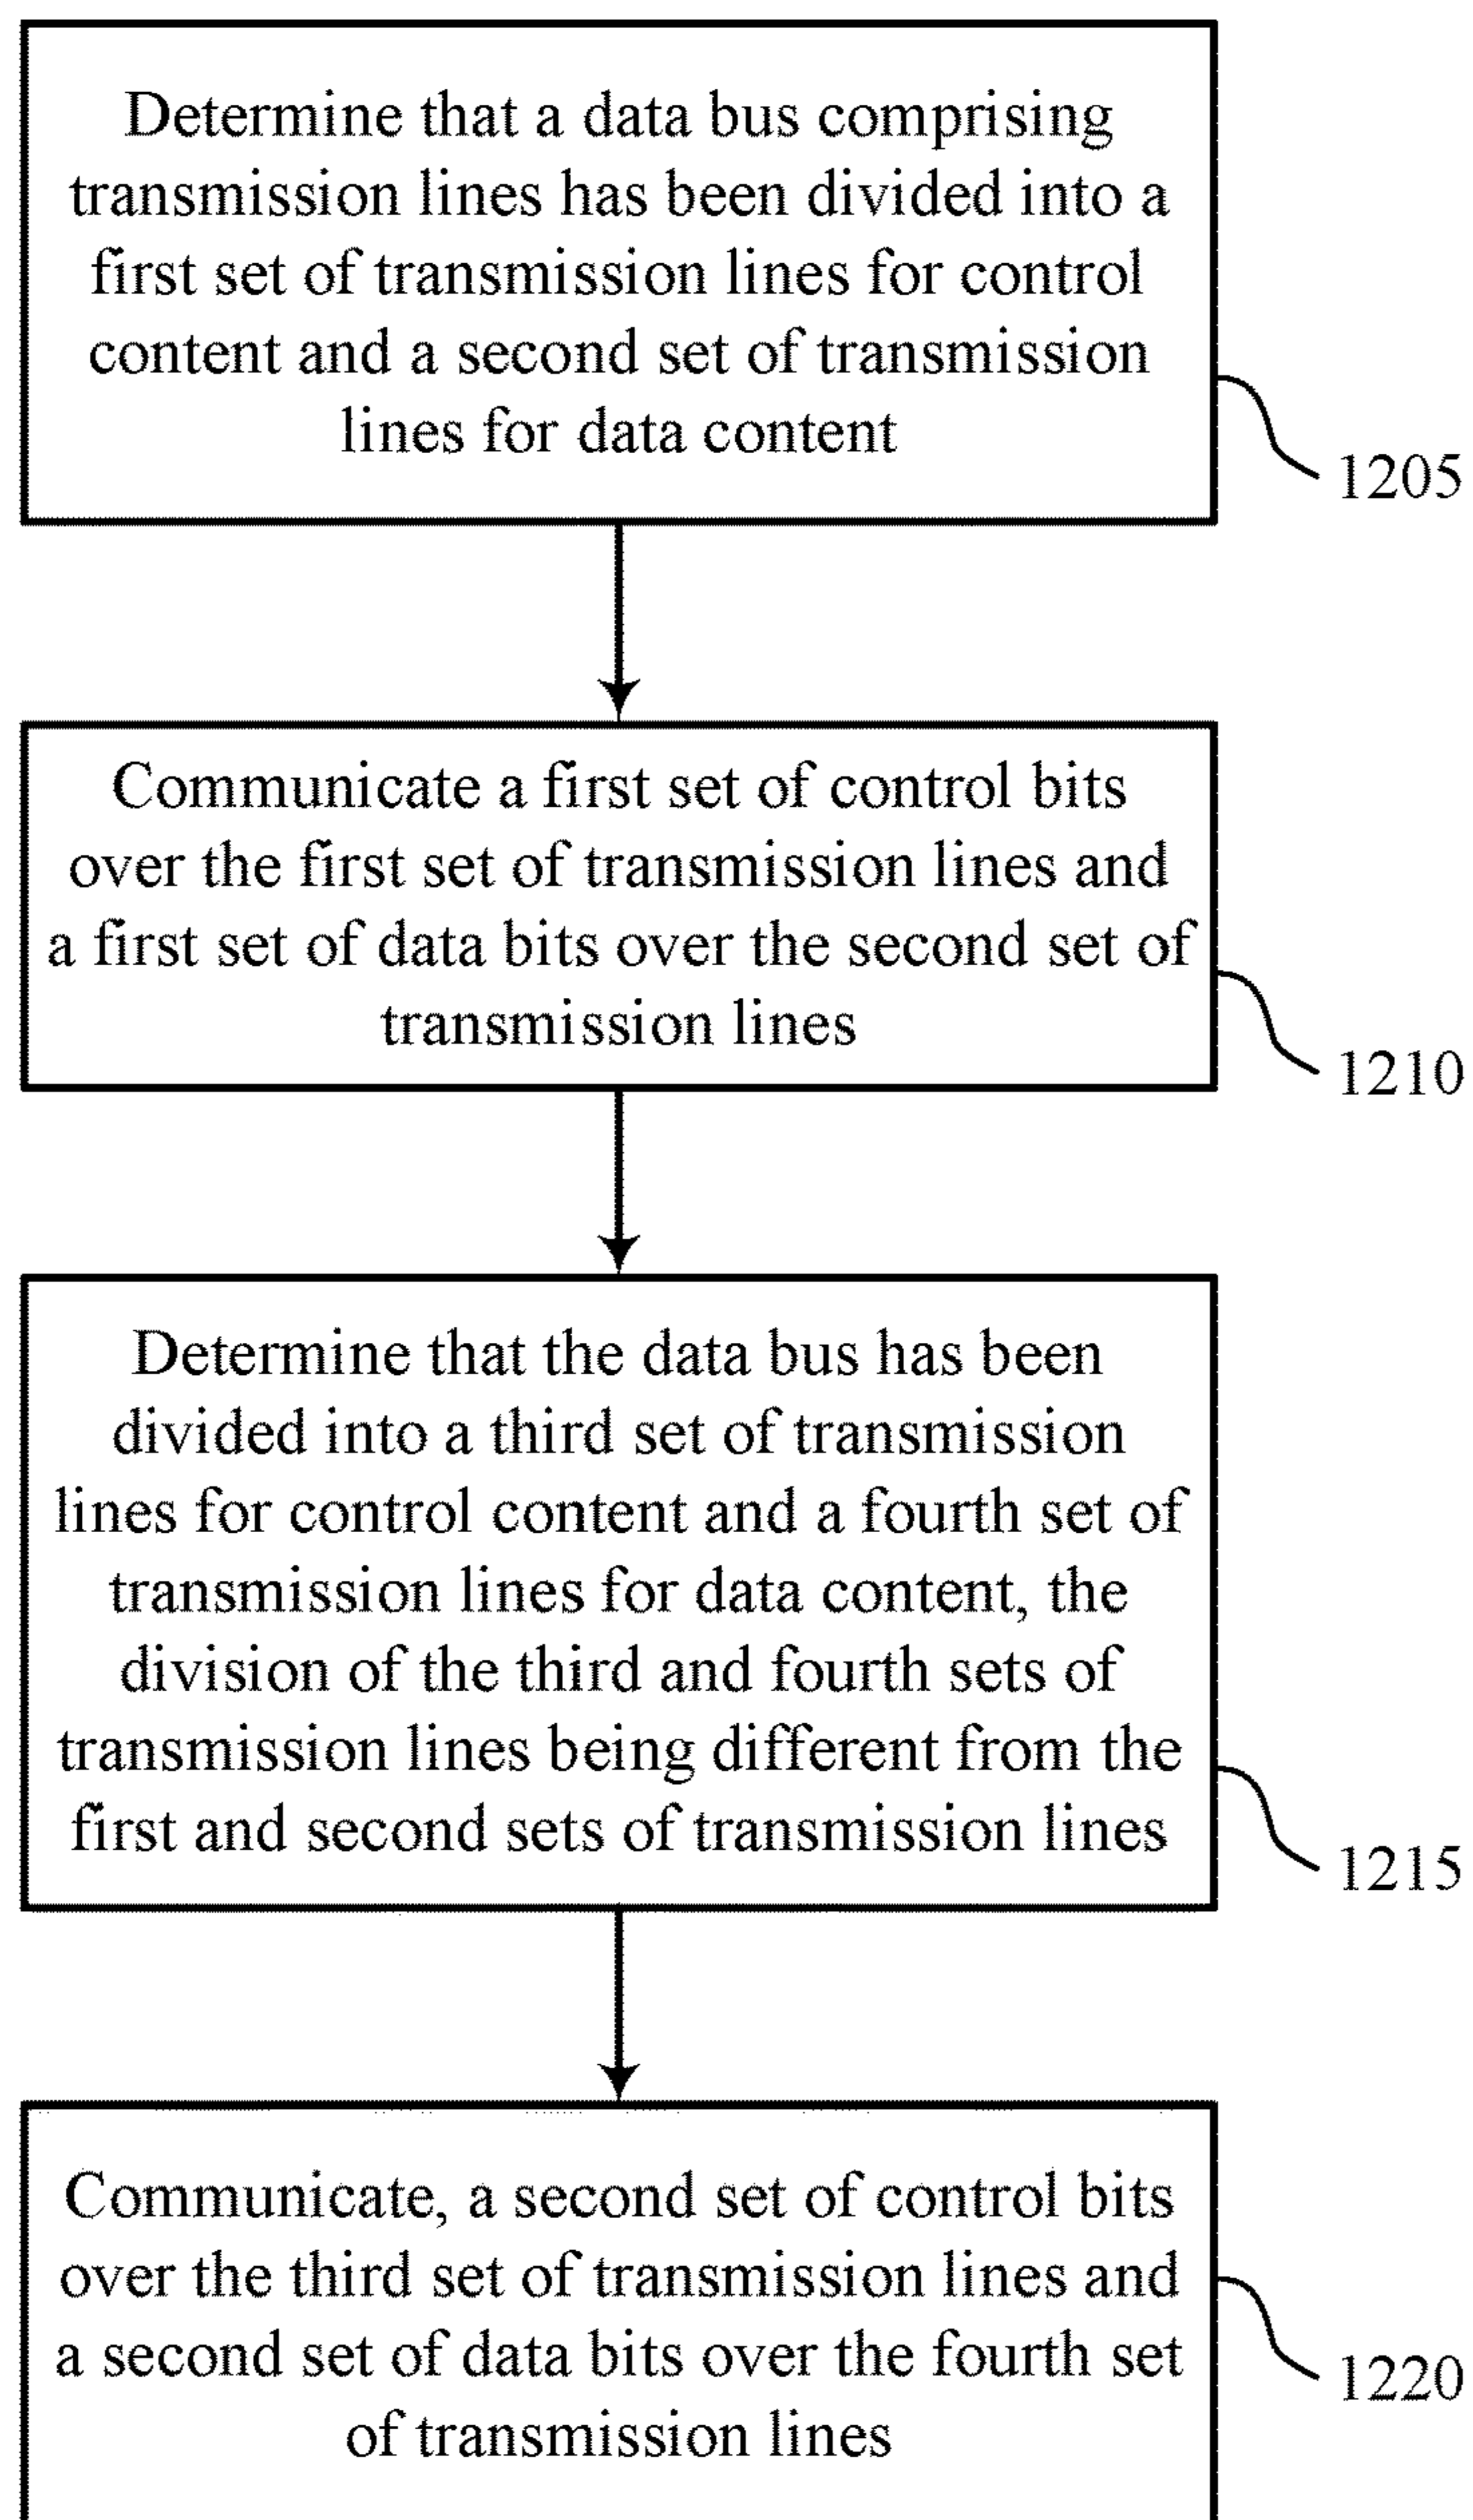 Determine that a data bus comprising
transmission lines has been divided into a
first set of transmission lines for control
content and a second set of transmission
lines for data content
1205
Communicate a first set of control bits
over the first set of transmission lines and
a first set of data bits over the second set of
transmission lines
1210
Determine that the data bus has been
divided into a third set of transmission
lines for control content and a fourth set of
transmission lines for data content, the
division of the third and fourth sets of
transmission lines being different from the
first and second sets of transmission lines
1215
Communicate, a second set of control bits
over the third set of transmission lines and
a second set of data bits over the fourth set
of transmission lines
1220